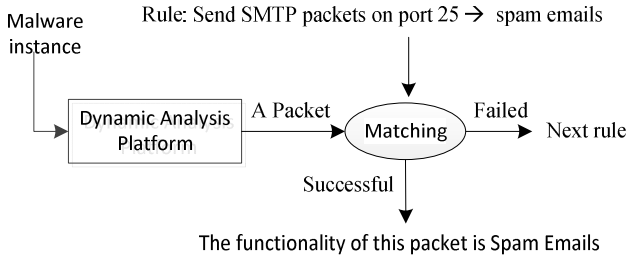 Rule: Send SMTP packets on port 25 → spam emails
Malware
instance
Dynamic Analysis
Platform
A Packet
Matching
Failed
Next rule
Successful
The functionality of this packet is Spam Emails